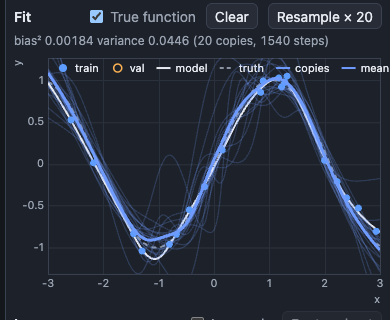 Fit True function Clear Resample × 20
bias² 0.00184 variance 0.0446 (20 copies, 1540 steps)
y
train val model truth copies mean
1
0.5
0
-0.5
-1
-3 -2 -1 0 1 2 3
x